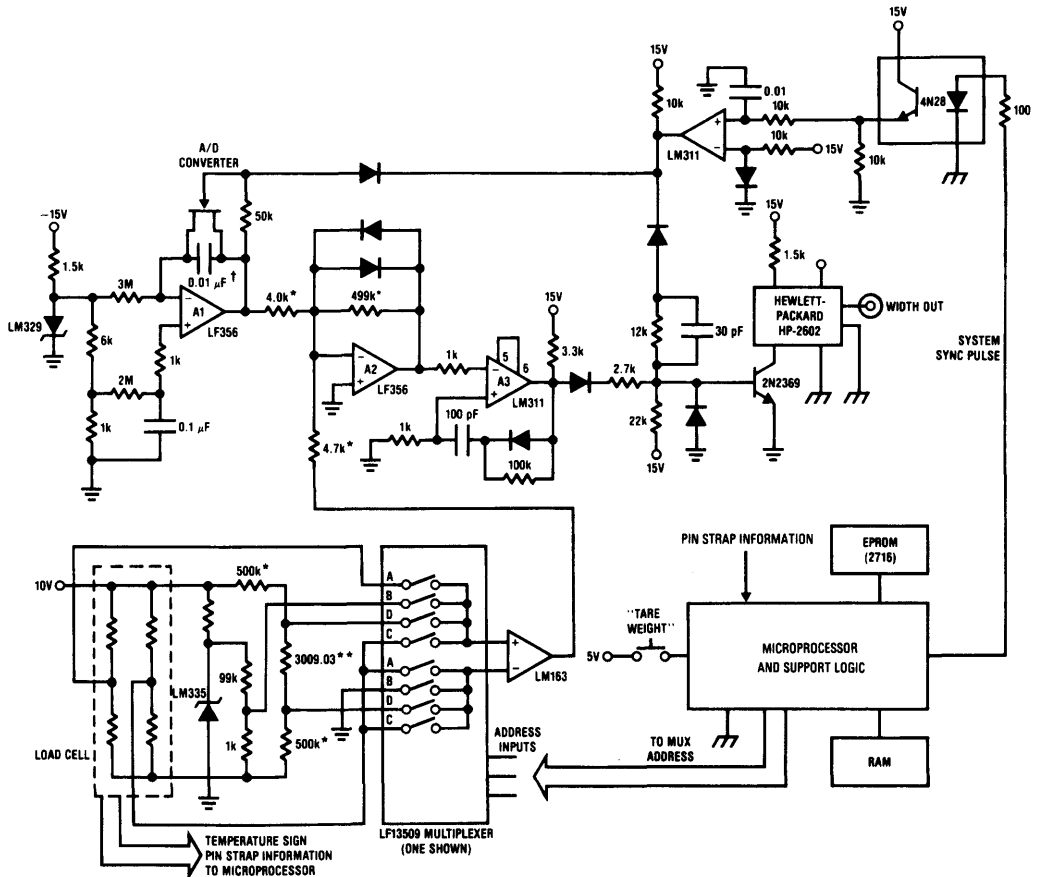 15V
15V
0.01
10k
10k
+
−
LM311
10k
15V
10k
4N28
100
A/D
CONVERTER
−15V
1.5k
50k
3M
0.01 µF †
−
A1
+
LF356
LM329
6k
1k
2M
1k
0.1 µF
4.0k*
499k*
−
A2
+
LF356
4.7k*
1k
5
6
−
A3
+
LM311
15V
3.3k
100 pF
1k
100k
2.7k
12k
30 pF
22k
15V
15V
1.5k
HEWLETT-
PACKARD
HP-2602
WIDTH OUT
2N2369
SYSTEM
SYNC PULSE
10V
500k*
LM335
99k
1k
3009.03**
500k*
LOAD CELL
A
B
D
C
A
B
D
C
+
−
LM163
LF13509 MULTIPLEXER
(ONE SHOWN)
ADDRESS
INPUTS
TO MUX
ADDRESS
PIN STRAP INFORMATION
"TARE
WEIGHT"
5V
MICROPROCESSOR
AND SUPPORT LOGIC
EPROM
(2716)
RAM
TEMPERATURE SIGN
PIN STRAP INFORMATION
TO MICROPROCESSOR